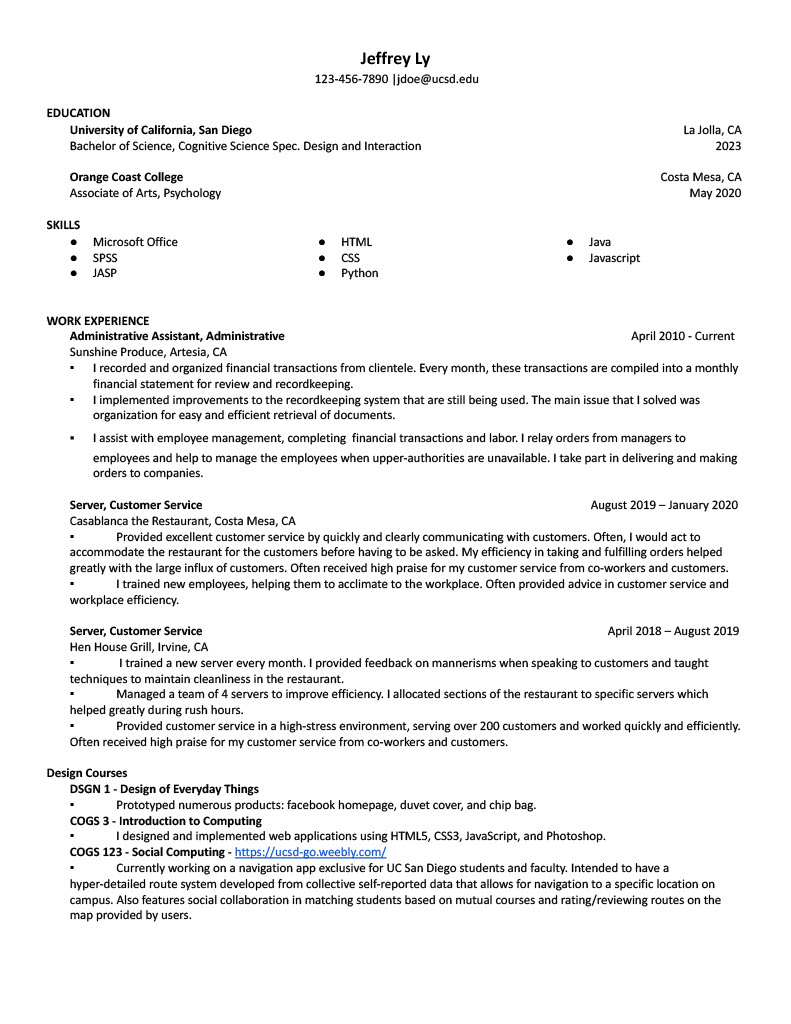 Jeffrey Ly
123-456-7890 |jdoe@ucsd.edu
EDUCATION
University of California, San Diego La Jolla, CA
Bachelor of Science, Cognitive Science Spec. Design and Interaction 2023
Orange Coast College Costa Mesa, CA
Associate of Arts, Psychology May 2020
SKILLS
● Microsoft Office ● HTML ● Java
● SPSS ● CSS ● Javascript
● JASP ● Python
WORK EXPERIENCE
Administrative Assistant, Administrative April 2010 - Current
Sunshine Produce, Artesia, CA
▪ I recorded and organized financial transactions from clientele. Every month, these transactions are compiled into a monthly
financial statement for review and recordkeeping.
▪ I implemented improvements to the recordkeeping system that are still being used. The main issue that I solved was
organization for easy and efficient retrieval of documents.
▪ I assist with employee management, completing financial transactions and labor. I relay orders from managers to
employees and help to manage the employees when upper-authorities are unavailable. I take part in delivering and making
orders to companies.
Server, Customer Service August 2019 – January 2020
Casablanca the Restaurant, Costa Mesa, CA
▪ Provided excellent customer service by quickly and clearly communicating with customers. Often, I would act to
accommodate the restaurant for the customers before having to be asked. My efficiency in taking and fulfilling orders helped
greatly with the large influx of customers. Often received high praise for my customer service from co-workers and customers.
▪ I trained new employees, helping them to acclimate to the workplace. Often provided advice in customer service and
workplace efficiency.
Server, Customer Service April 2018 – August 2019
Hen House Grill, Irvine, CA
▪ I trained a new server every month. I provided feedback on mannerisms when speaking to customers and taught
techniques to maintain cleanliness in the restaurant.
▪ Managed a team of 4 servers to improve efficiency. I allocated sections of the restaurant to specific servers which
helped greatly during rush hours.
▪ Provided customer service in a high-stress environment, serving over 200 customers and worked quickly and efficiently.
Often received high praise for my customer service from co-workers and customers.
Design Courses
DSGN 1 - Design of Everyday Things
▪ Prototyped numerous products: facebook homepage, duvet cover, and chip bag.
COGS 3 - Introduction to Computing
▪ I designed and implemented web applications using HTML5, CSS3, JavaScript, and Photoshop.
COGS 123 - Social Computing - https://ucsd-go.weebly.com/
▪ Currently working on a navigation app exclusive for UC San Diego students and faculty. Intended to have a
hyper-detailed route system developed from collective self-reported data that allows for navigation to a specific location on
campus. Also features social collaboration in matching students based on mutual courses and rating/reviewing routes on the
map provided by users.